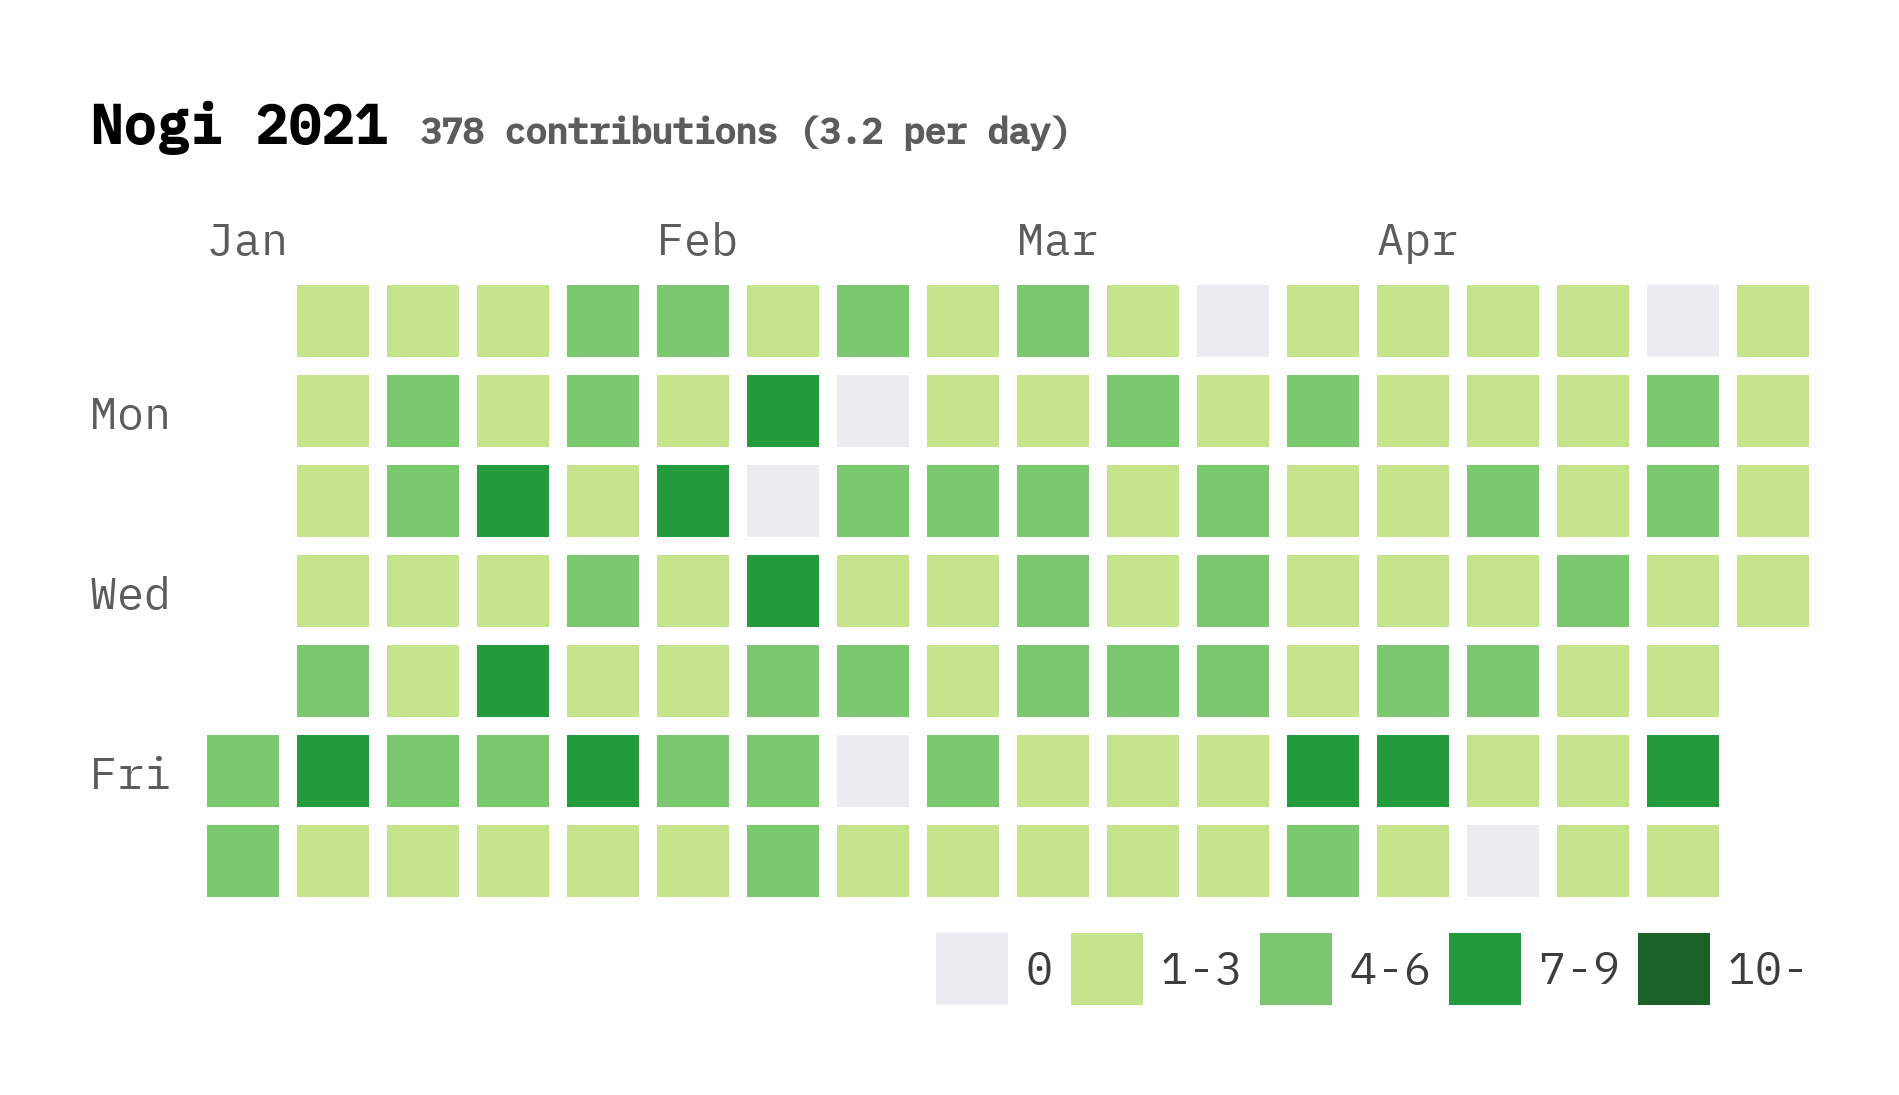 Nogi 2021 378 contributions (3.2 per day)
Jan Feb Mar Apr
Mon
Wed
Fri
0 1-3 4-6 7-9 10-